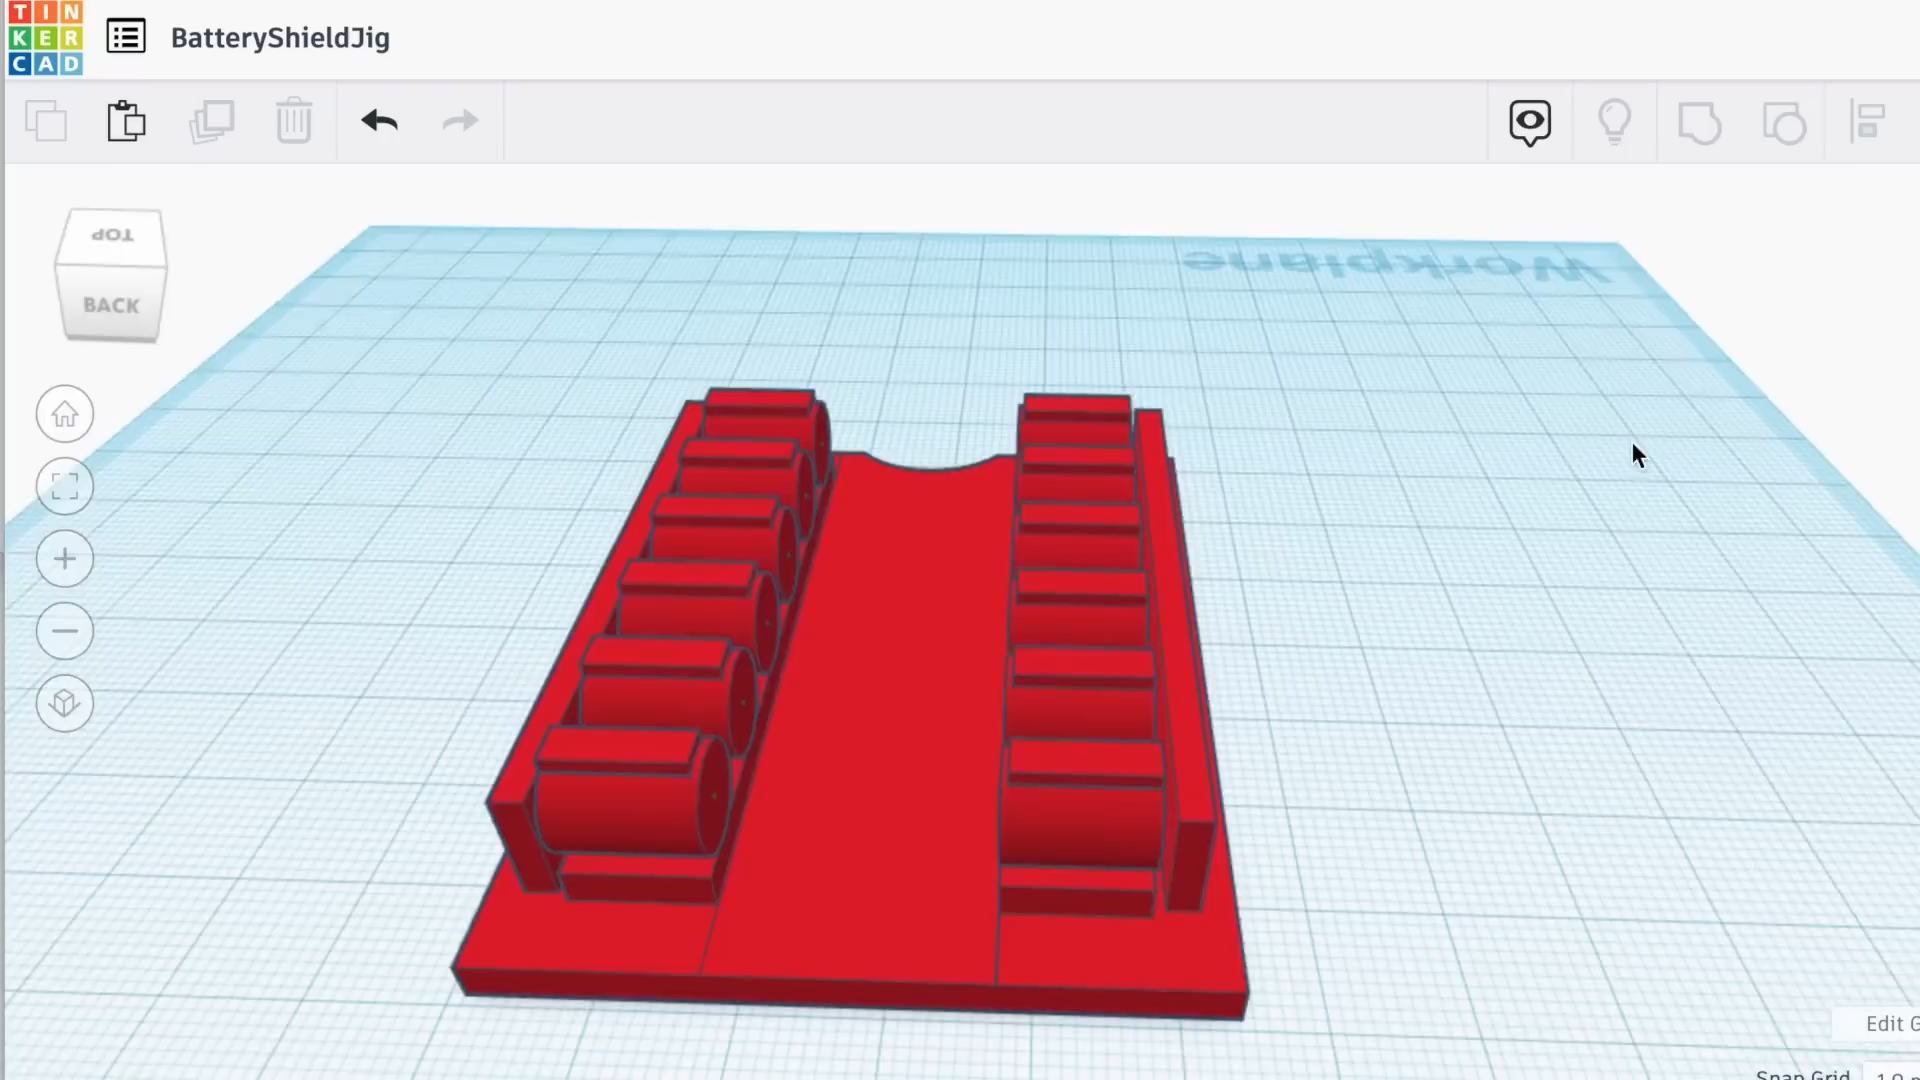 TIN
KER
CAD
BatteryShieldJig
TOP
BACK
Workplane
Edit G
Snap Grid